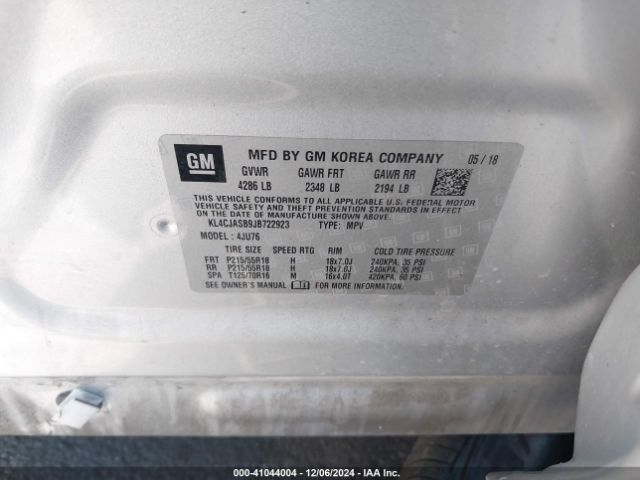 GM
MFD BY GM KOREA COMPANY 05 / 18
GVWR GAWR FRT GAWR RR
4286 LB 2348 LB 2194 LB
THIS VEHICLE CONFORMS TO ALL APPLICABLE U.S. FEDERAL MOTOR
VEHICLE SAFETY, BUMPER, AND THEFT PREVENTION STANDARDS IN
EFFECT ON THE DATE OF MANUFACTURE SHOWN ABOVE.
KL4CJASB9JB722923 TYPE: MPV
MODEL: 4JU76
TIRE SIZE SPEED RTG RIM COLD TIRE PRESSURE
FRT P215/55R18 H 18x7.0J 240KPA, 35 PSI
RR P215/55R18 H 18x7.0J 240KPA, 35 PSI
SPA T125/70R16 M 16x4.0T 420KPA, 60 PSI
SEE OWNER'S MANUAL FOR MORE INFORMATION.
000-41044004 | 12/06/2024 | IAA Inc.